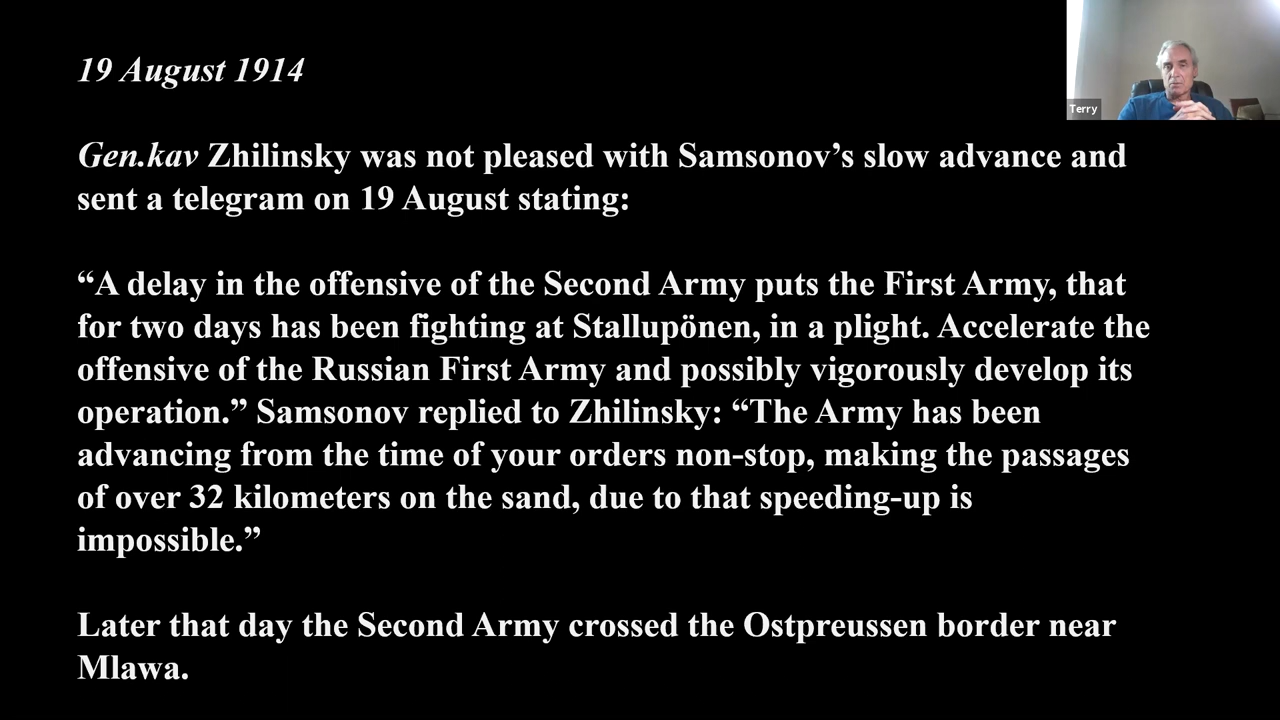 19 August 1914
Terry
Gen.kav Zhilinsky was not pleased with Samsonov’s slow advance and
sent a telegram on 19 August stating:
“A delay in the offensive of the Second Army puts the First Army, that
for two days has been fighting at Stallupönen, in a plight. Accelerate the
offensive of the Russian First Army and possibly vigorously develop its
operation.” Samsonov replied to Zhilinsky: “The Army has been
advancing from the time of your orders non-stop, making the passages
of over 32 kilometers on the sand, due to that speeding-up is
impossible.”
Later that day the Second Army crossed the Ostpreussen border near
Mlawa.